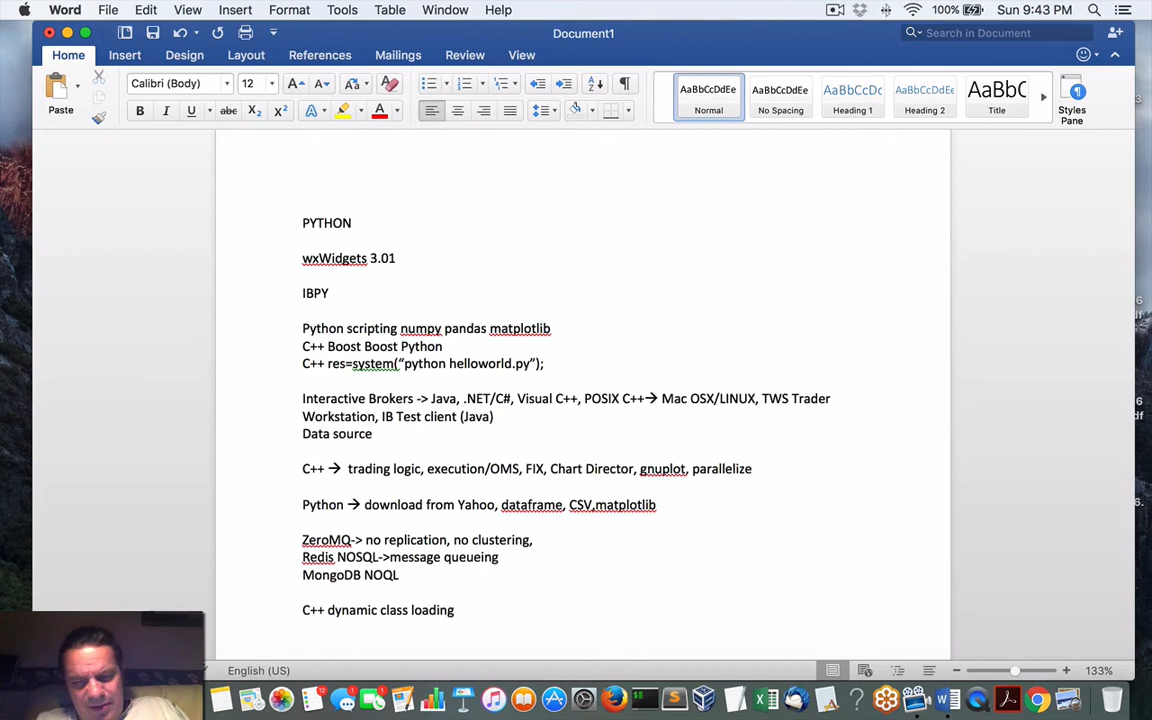 Word File Edit View Insert Format Tools Table Window Help 100% Sun 9:43 PM
Document1 Search in Document
Home Insert Design Layout References Mailings Review View
Calibri (Body) 12
Paste
B I U abc X₂ X² A A
AaBbCcDdEe AaBbCcDdEe AaBbCcDc AaBbCcDdEe AaBbC
Normal No Spacing Heading 1 Heading 2 Title Styles Pane
PYTHON
wxWidgets 3.01
IBPY
Python scripting numpy pandas matplotlib
C++ Boost Boost Python
C++ res=system(“python helloworld.py”);
Interactive Brokers -> Java, .NET/C#, Visual C++, POSIX C++→ Mac OSX/LINUX, TWS Trader
Workstation, IB Test client (Java)
Data source
C++ → trading logic, execution/OMS, FIX, Chart Director, gnuplot, parallelize
Python → download from Yahoo, dataframe, CSV,matplotlib
ZeroMQ-> no replication, no clustering,
Redis NOSQL->message queueing
MongoDB NOQL
C++ dynamic class loading
English (US) 133%